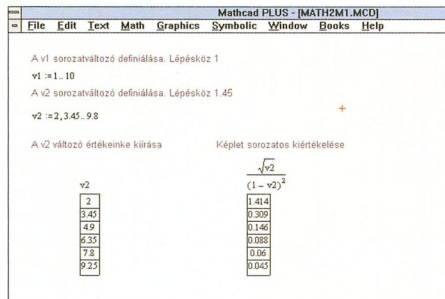 Mathcad PLUS - [MATH2M1.MCD]
File Edit Text Math Graphics Symbolic Window Books Help
A v1 sorozatváltozó definiálása. Lépésköz 1
v1 := 1 .. 10
A v2 sorozatváltozó definiálása. Lépésköz 1.45
v2 := 2 , 3.45 .. 9.8
A v2 változó értékeinke kiírása
Képlet sorozatos kiértékelése
√v2
(1 − v2)²
v2
2
3.45
4.9
6.35
7.8
9.25
1.414
0.309
0.146
0.088
0.06
0.045